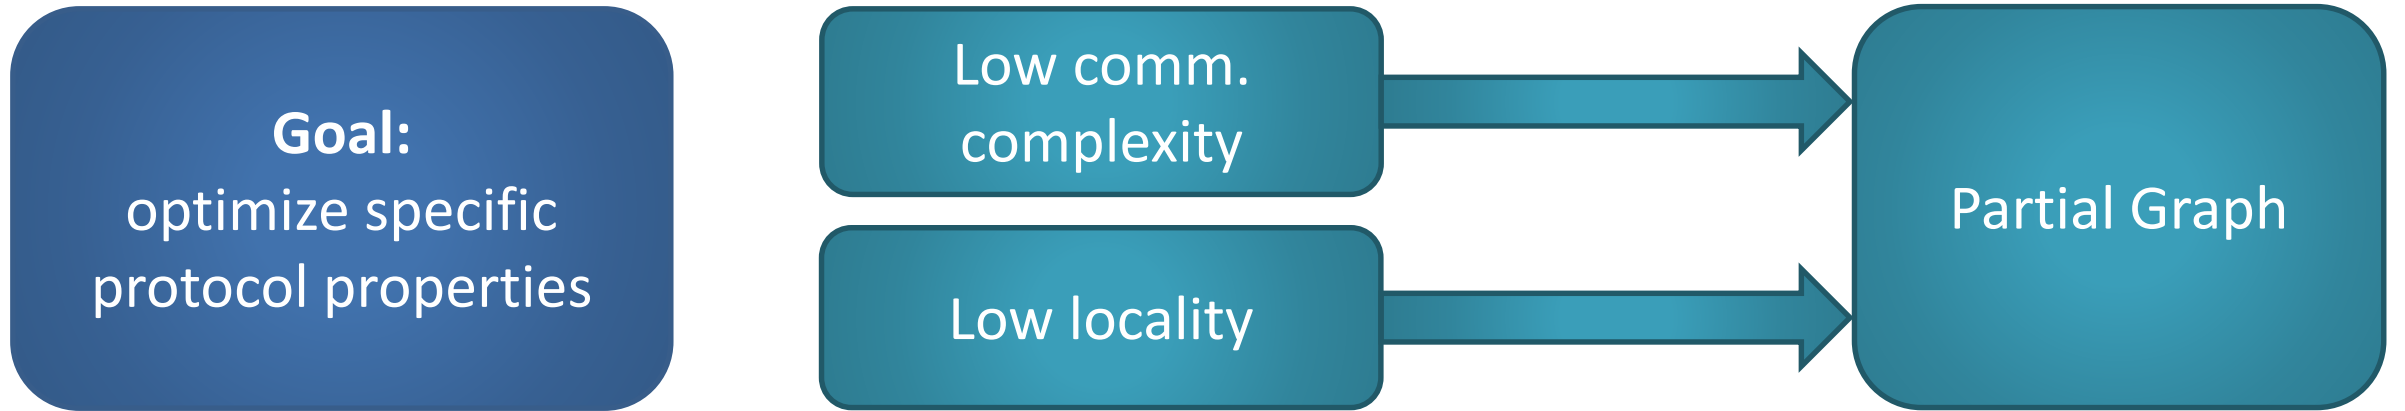 Goal:
optimize specific
protocol properties
Low comm.
complexity
Low locality
Partial Graph